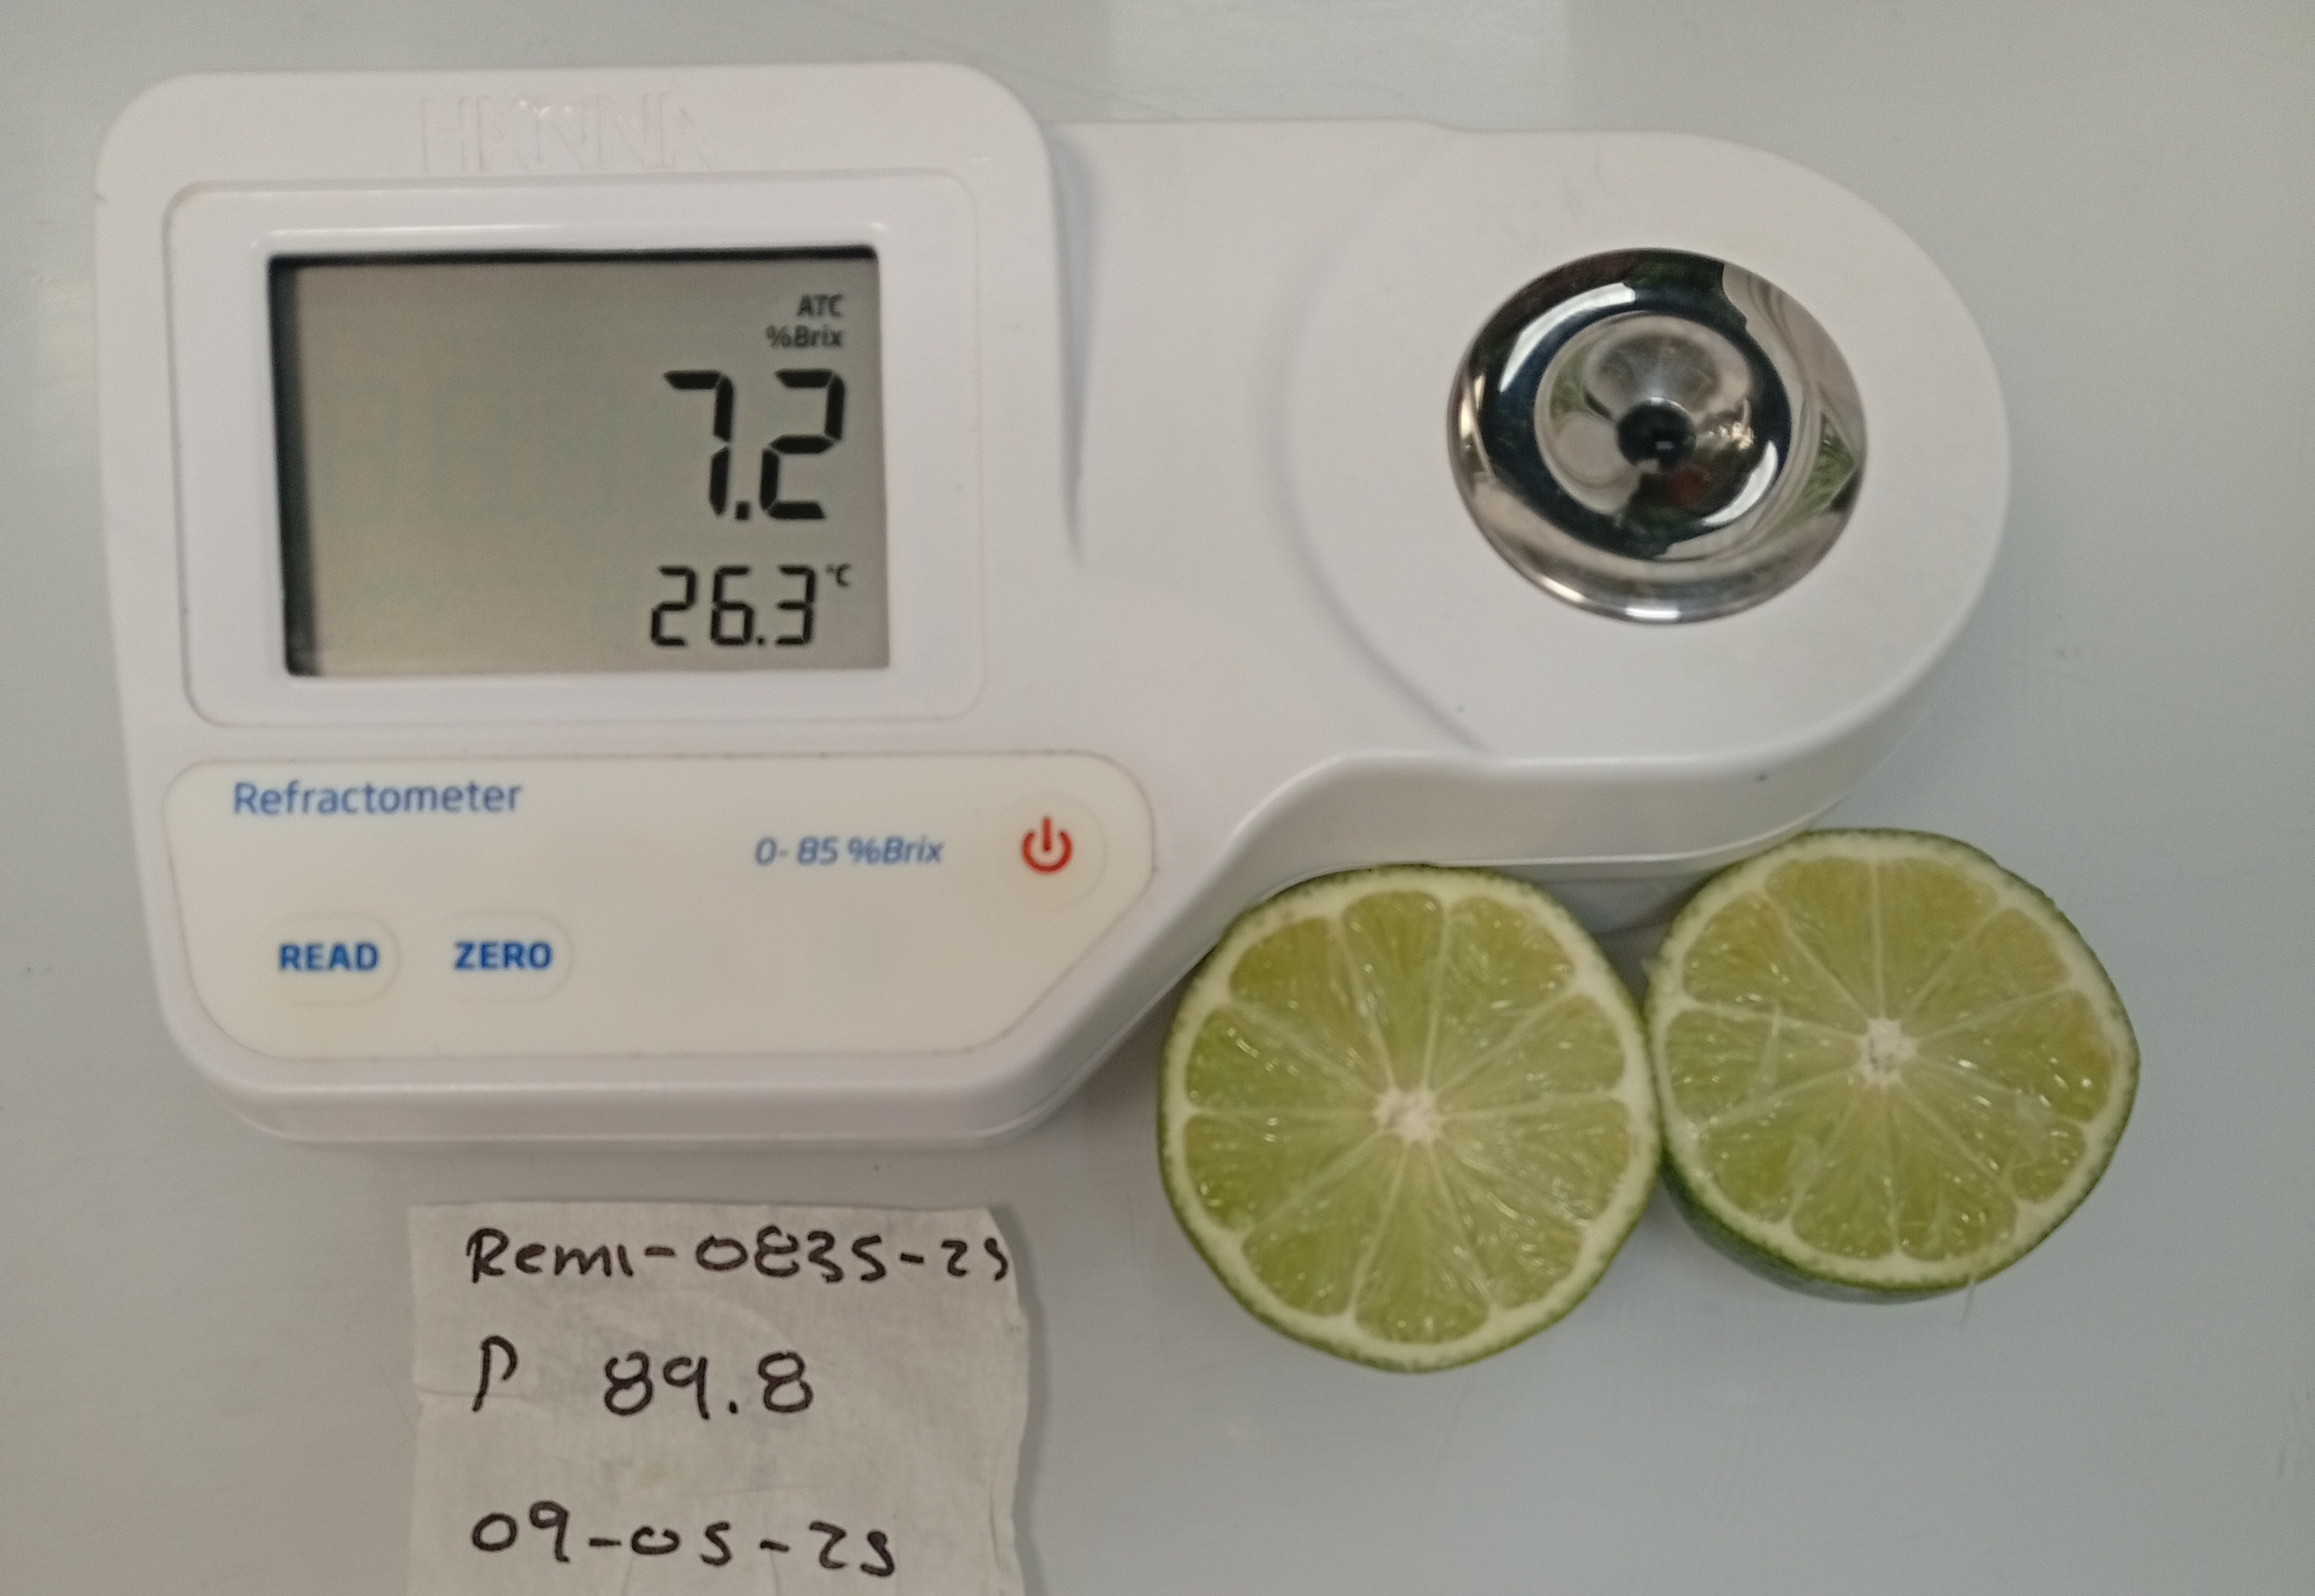 HANNA
ATC
%Brix
7.2
26.3 °C
Refractometer
0-85 %Brix
READ ZERO
Remi-0835-25
P 89.8
09-05-25